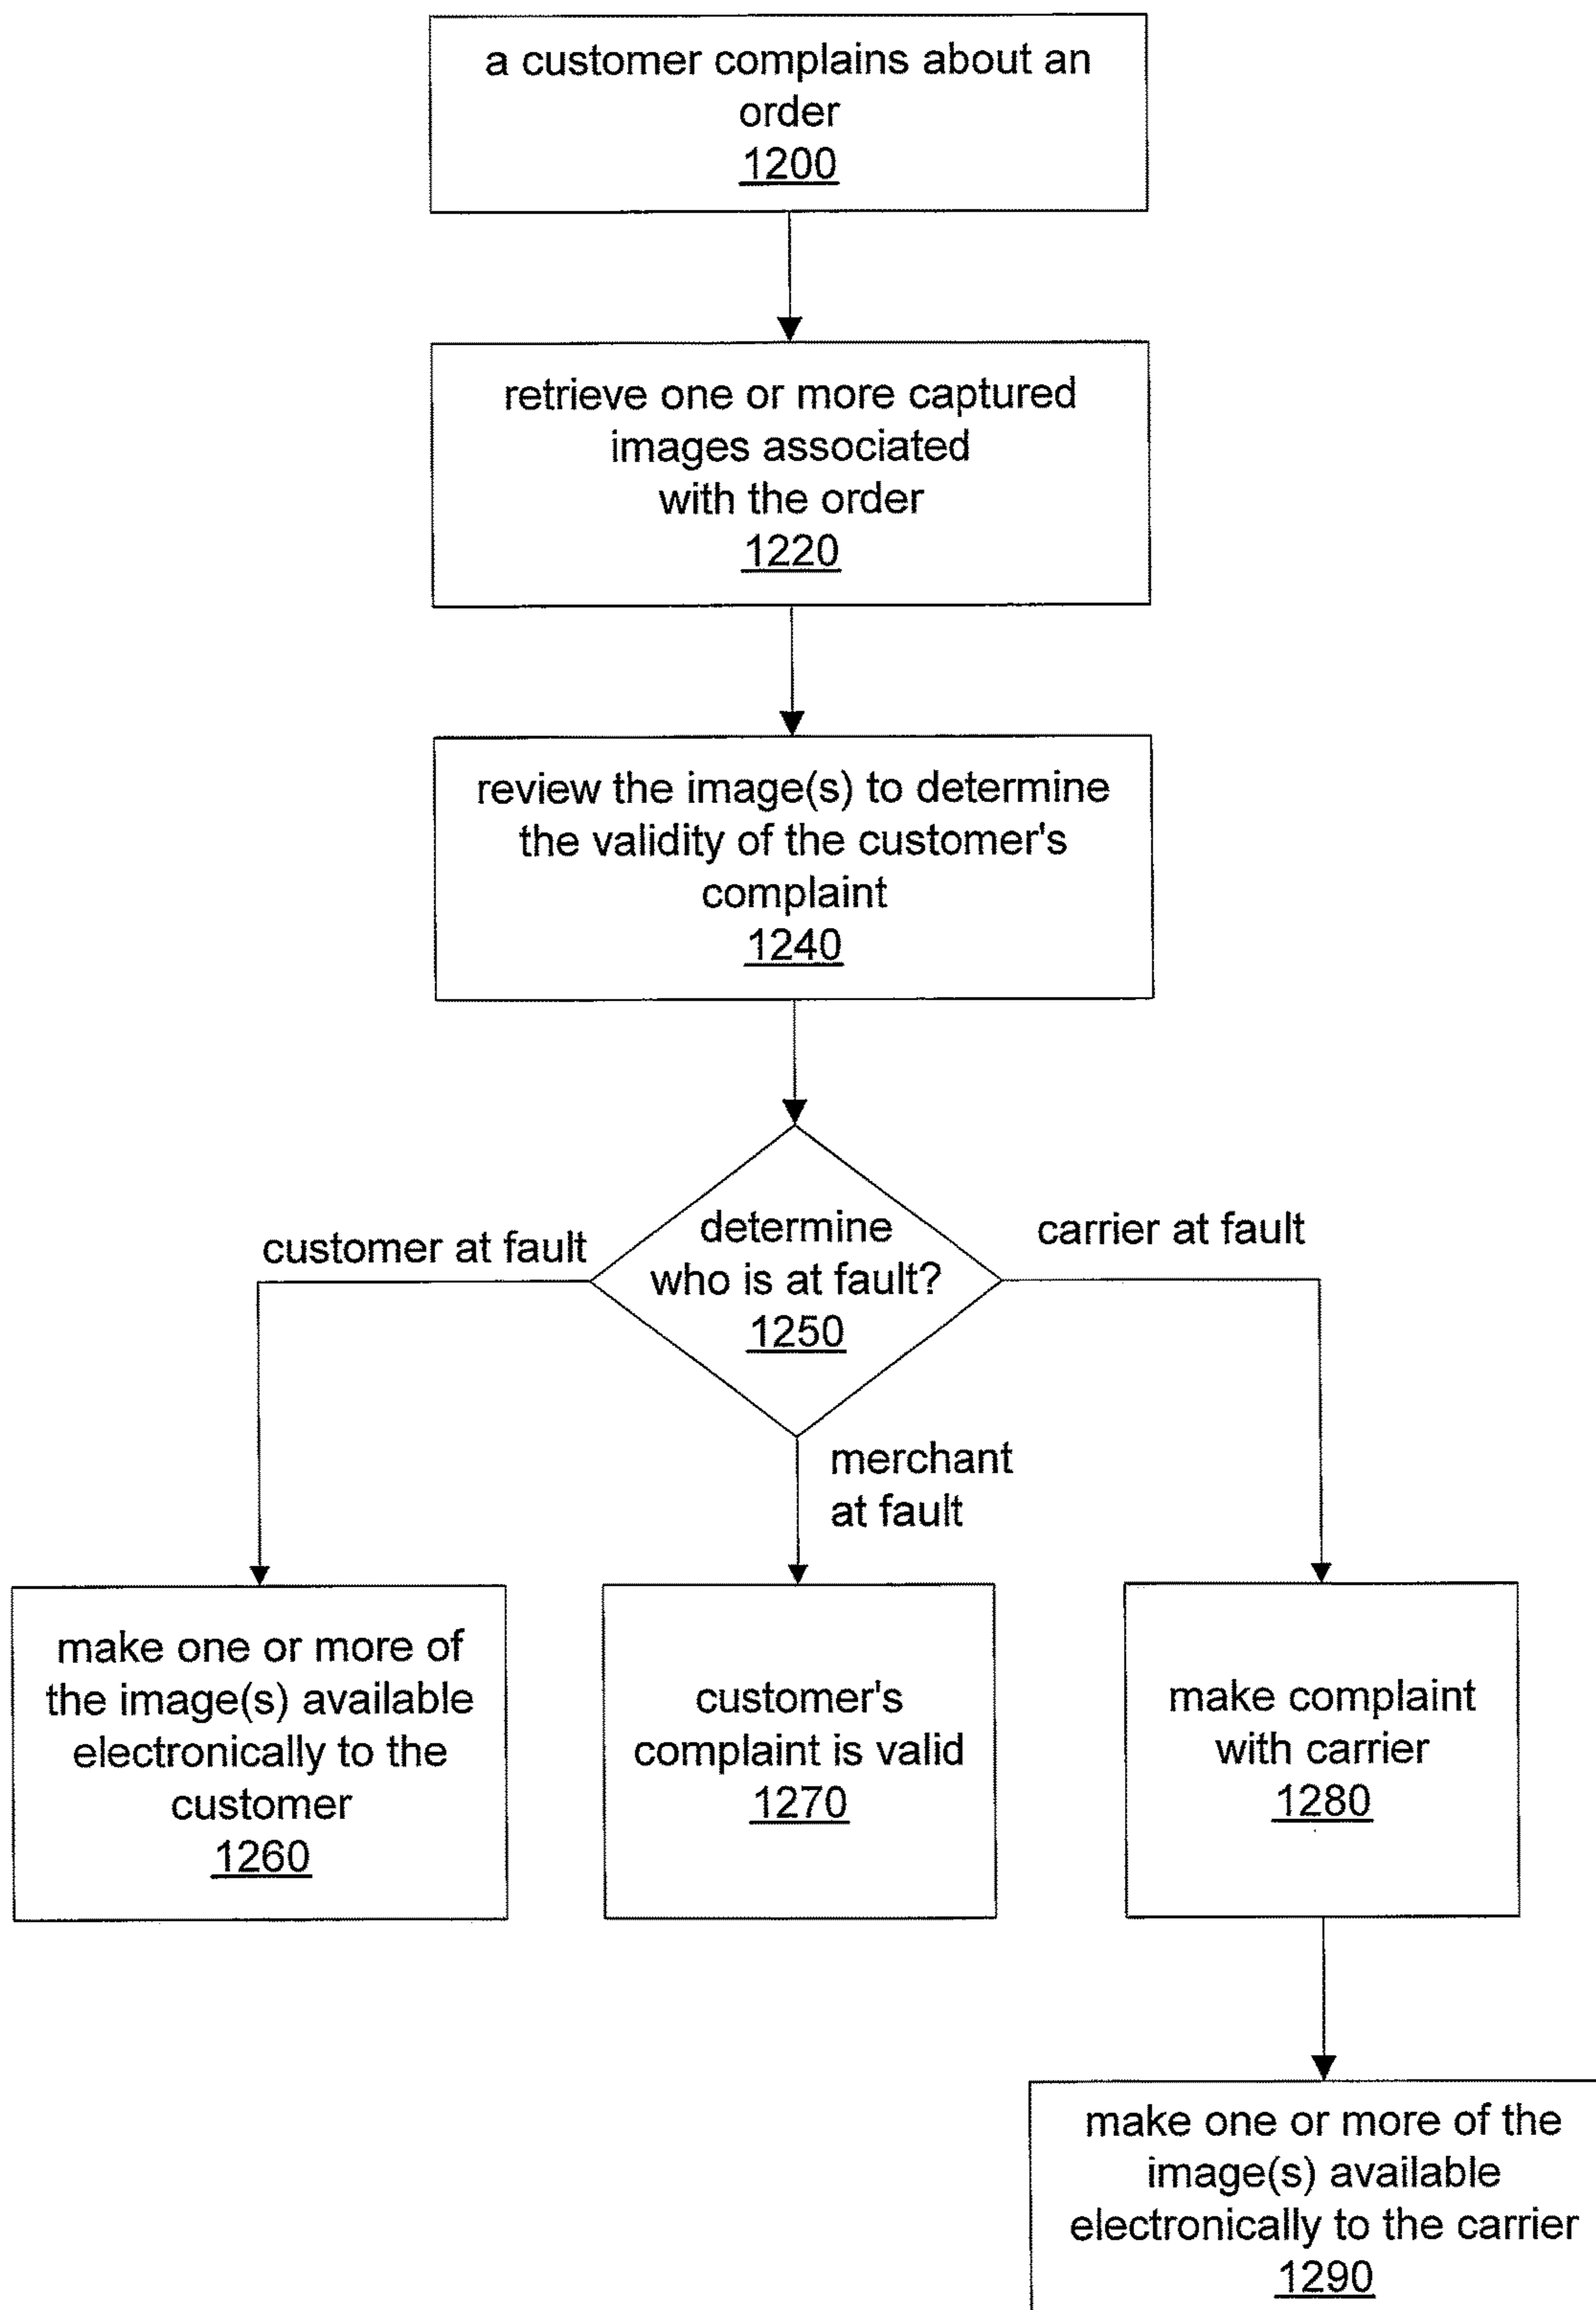 a customer complains about an
order
1200
retrieve one or more captured
images associated
with the order
1220
review the image(s) to determine
the validity of the customer's
complaint
1240
determine
who is at fault?
1250
customer at fault
carrier at fault
merchant
at fault
make one or more of
the image(s) available
electronically to the
customer
1260
customer's
complaint is valid
1270
make complaint
with carrier
1280
make one or more of the
image(s) available
electronically to the carrier
1290